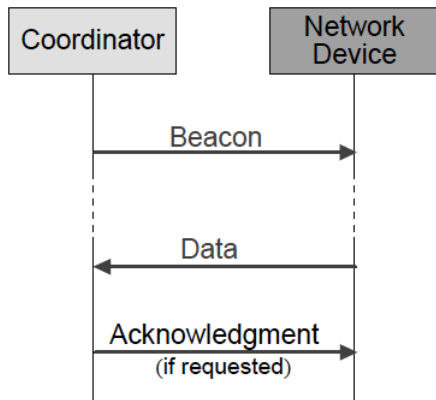 Coordinator
Network
Device
Beacon
Data
Acknowledgment
(if requested)